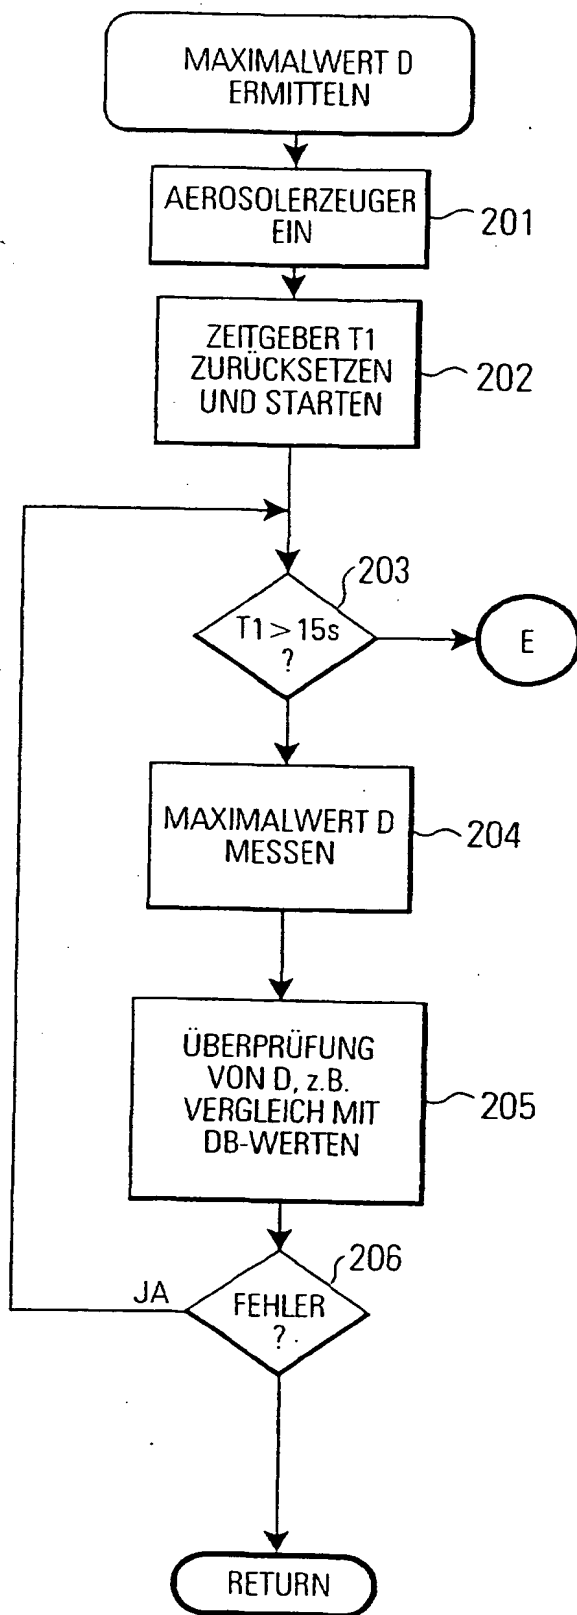 MAXIMALWERT D
ERMITTELN
AEROSOLERZEUGER
EIN
201
ZEITGEBER T1
ZURÜCKSETZEN
UND STARTEN
202
203
T1 > 15s
?
E
MAXIMALWERT D
MESSEN
204
ÜBERPRÜFUNG
VON D, z.B.
VERGLEICH MIT
DB-WERTEN
205
206
JA
FEHLER
?
RETURN